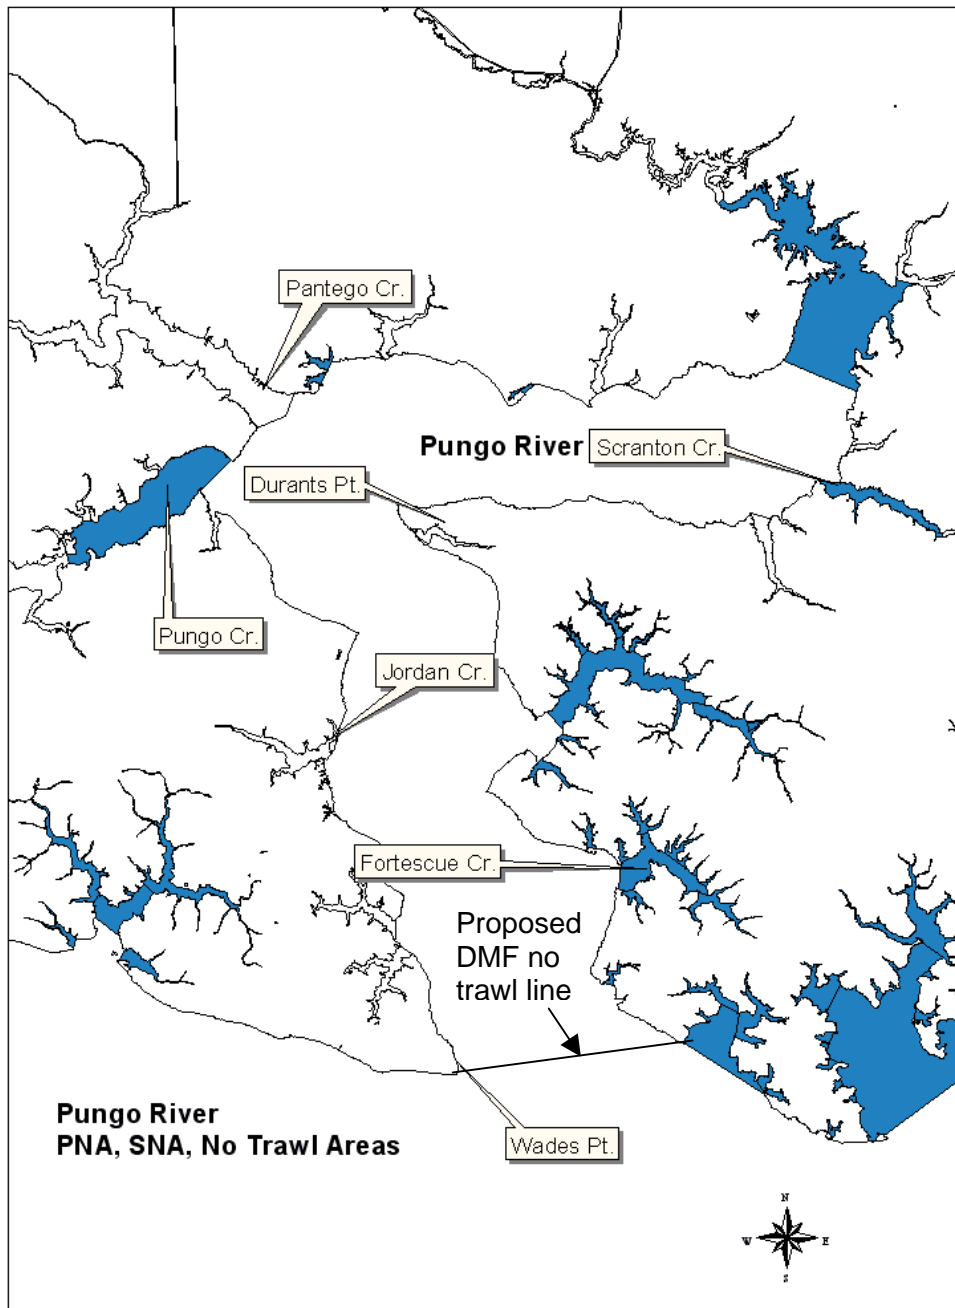 Pantego Cr.
Pungo River
Scranton Cr.
Durants Pt.
Pungo Cr.
Jordan Cr.
Fortescue Cr.
Proposed
DMF no
trawl line
Pungo River
PNA, SNA, No Trawl Areas
Wades Pt.
N
W
E
S